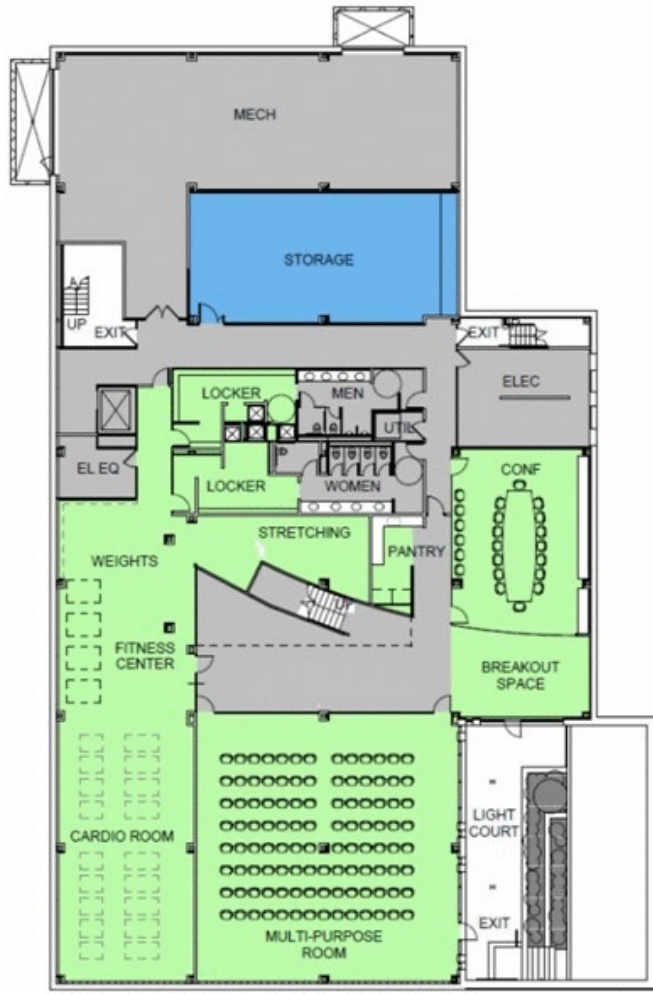 MECH
STORAGE
UP
EXIT
EXIT
ELEC
LOCKER
MEN
UTIL
EL EQ
LOCKER
WOMEN
CONF
STRETCHING
PANTRY
WEIGHTS
UP
FITNESS
CENTER
BREAKOUT
SPACE
LIGHT
COURT
CARDIO ROOM
EXIT
MULTI-PURPOSE
ROOM